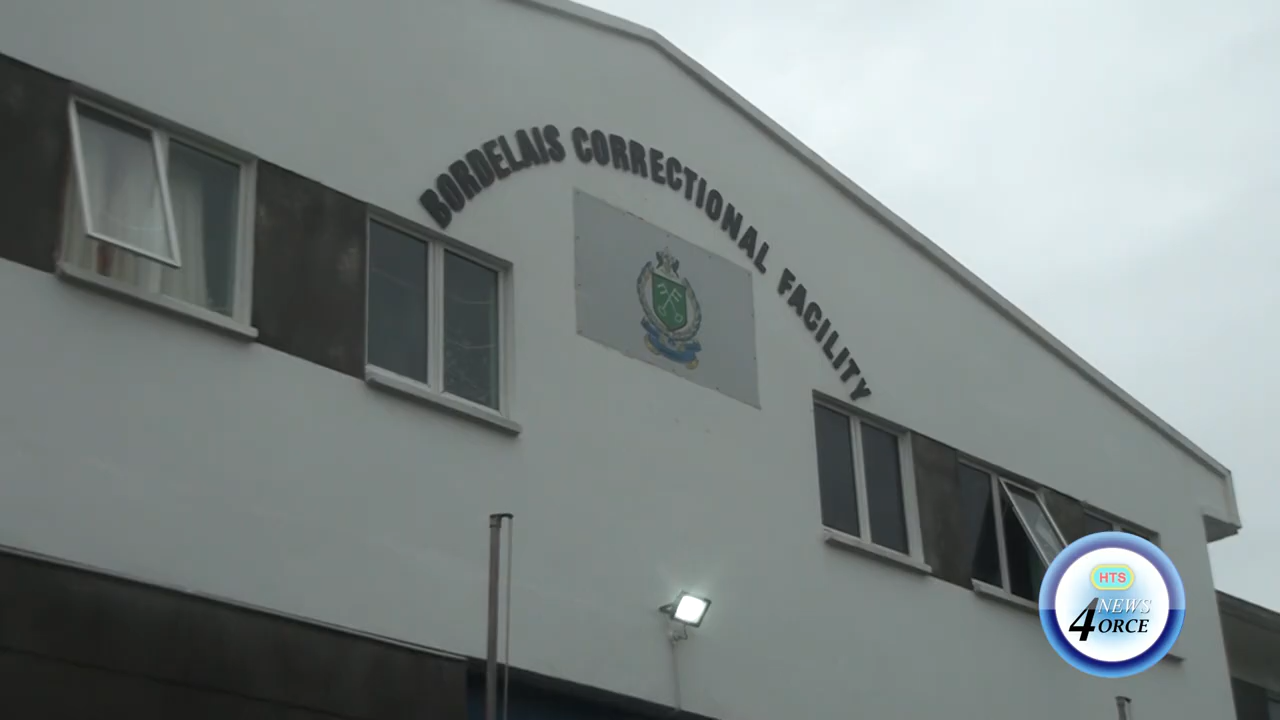 BORDELAIS CORRECTIONAL FACILITY
HTS
NEWS
4ORCE